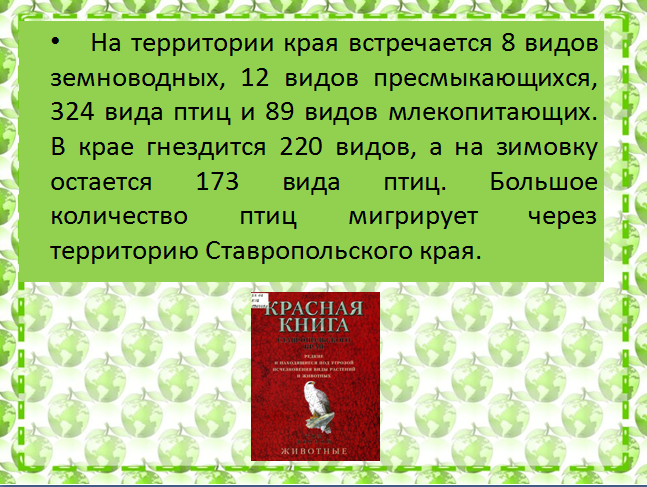 • На территории края встречается 8 видов
земноводных, 12 видов пресмыкающихся,
324 вида птиц и 89 видов млекопитающих.
В крае гнездится 220 видов, а на зимовку
остается 173 вида птиц. Большое
количество птиц мигрирует через
территорию Ставропольского края.
КРАСНАЯ
КНИГА
СТАВРОПОЛЬСКОГО
КРАЯ
РЕДКИЕ
И НАХОДЯЩИЕСЯ ПОД УГРОЗОЙ
ИСЧЕЗНОВЕНИЯ ВИДЫ РАСТЕНИЙ
И ЖИВОТНЫХ
ЖИВОТНЫЕ